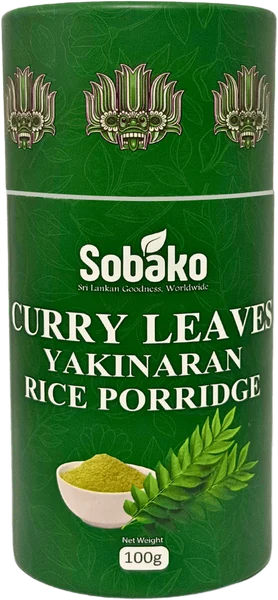 Sobako
Sri Lankan Goodness, Worldwide
CURRY LEAVES
YAKINARAN
RICE PORRIDGE
Net Weight
100g